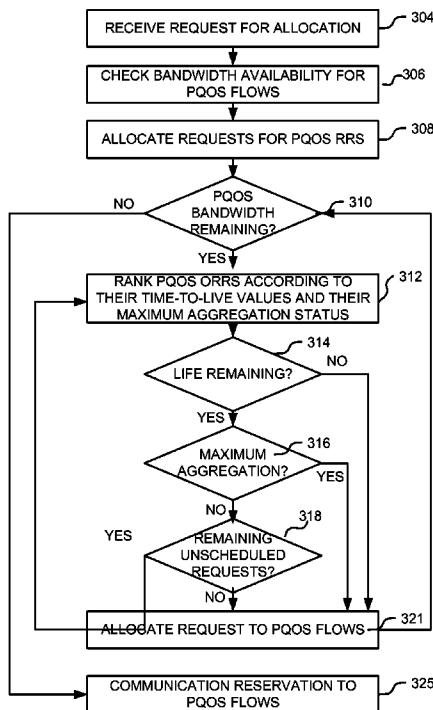 RECEIVE REQUEST FOR ALLOCATION
304
CHECK BANDWIDTH AVAILABILITY FOR
PQOS FLOWS
306
ALLOCATE REQUESTS FOR PQOS RRS
308
NO
PQOS
BANDWIDTH
REMAINING?
310
YES
RANK PQOS ORRS ACCORDING TO
THEIR TIME-TO-LIVE VALUES AND THEIR
MAXIMUM AGGREGATION STATUS
312
314
LIFE REMAINING?
NO
YES
316
MAXIMUM
AGGREGATION?
YES
NO
318
YES
REMAINING
UNSCHEDULED
REQUESTS?
NO
321
ALLOCATE REQUEST TO PQOS FLOWS
COMMUNICATION RESERVATION TO
PQOS FLOWS
325